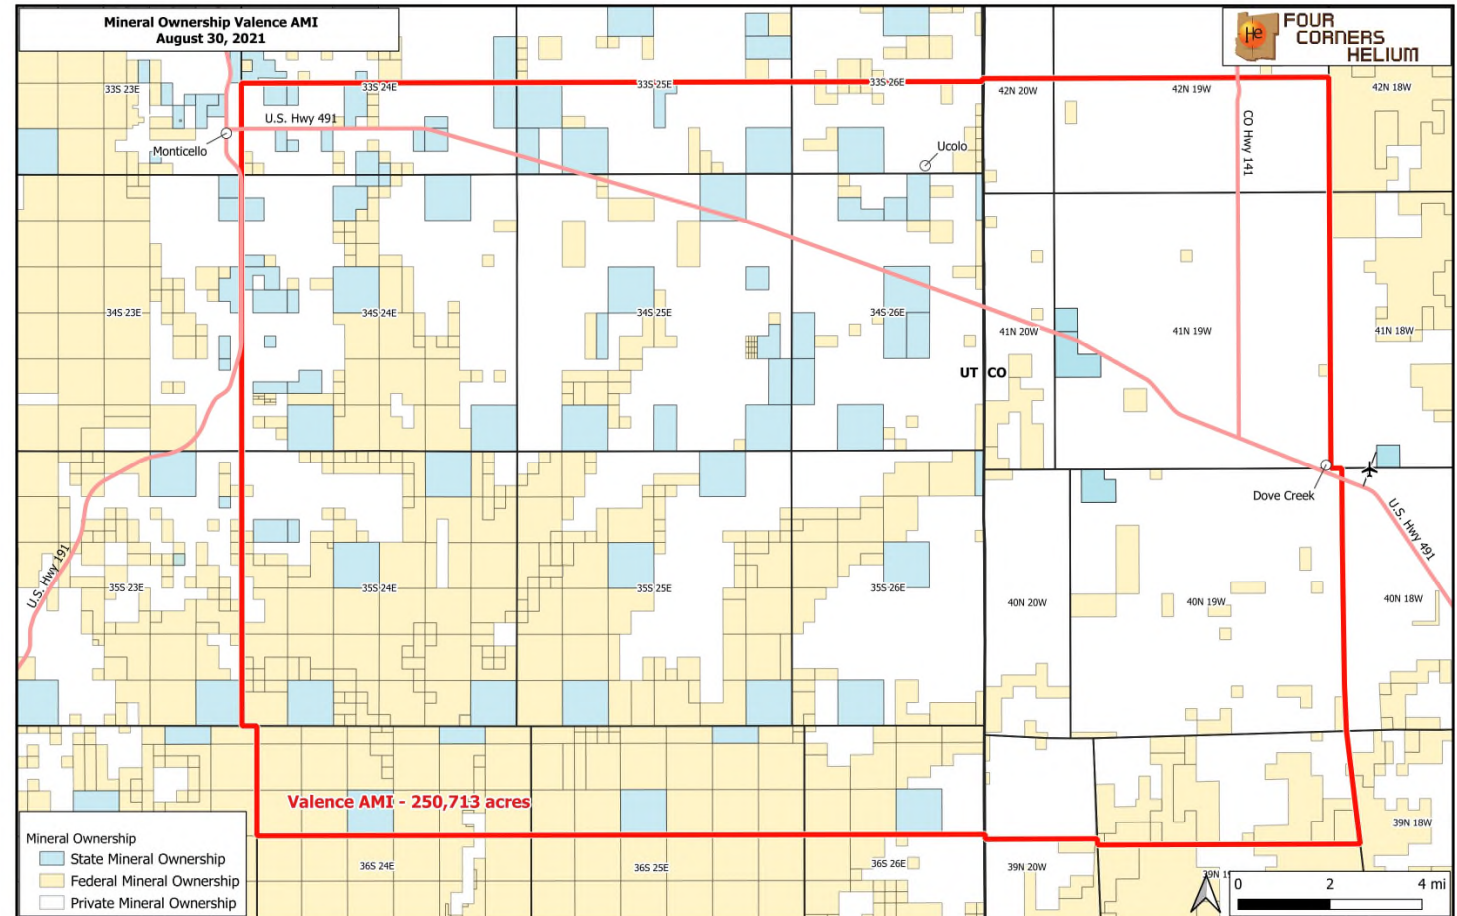 Mineral Ownership Valence AMI
August 30, 2021
He
FOUR
CORNERS
HELIUM
33S 23E
33S 24E
33S 25E
33S 26E
42N 20W
42N 19W
42N 18W
U.S. Hwy 491
CO Hwy 141
Monticello
Ucolo
34S 23E
34S 24E
34S 25E
34S 26E
41N 20W
41N 19W
41N 18W
UT CO
Dove Creek
U.S. Hwy 491
U.S. Hwy 191
35S 23E
35S 24E
35S 25E
35S 26E
40N 20W
40N 19W
40N 18W
Valence AMI - 250,713 acres
39N 18W
36S 24E
36S 25E
36S 26E
39N 20W
Mineral Ownership
State Mineral Ownership
Federal Mineral Ownership
Private Mineral Ownership
0 2 4 mi